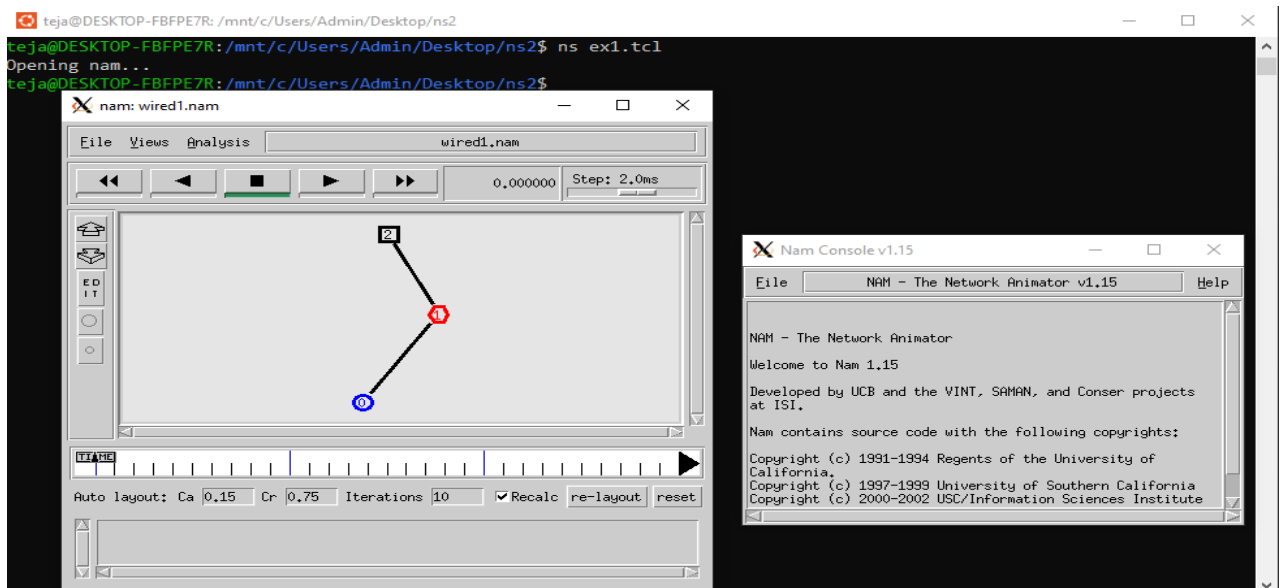 teja@DESKTOP-FBFPE7R: /mnt/c/Users/Admin/Desktop/ns2
teja@DESKTOP-FBFPE7R:/mnt/c/Users/Admin/Desktop/ns2$ ns ex1.tcl
Opening nam...
teja@DESKTOP-FBFPE7R:/mnt/c/Users/Admin/Desktop/ns2$
nam: wired1.nam
File Views Analysis wired1.nam
0.000000 Step: 2.0ms
ED
IT
2
1
0
TIME
Auto layout: Ca 0.15 Cr 0.75 Iterations 10 Recalc re-layout reset
Nam Console v1.15
File NAM - The Network Animator v1.15 Help
NAM - The Network Animator
Welcome to Nam 1.15
Developed by UCB and the VINT, SAMAN, and Conser projects
at ISI.
Nam contains source code with the following copyrights:
Copyright (c) 1991-1994 Regents of the University of
California.
Copyright (c) 1997-1999 University of Southern California
Copyright (c) 2000-2002 USC/Information Sciences Institute